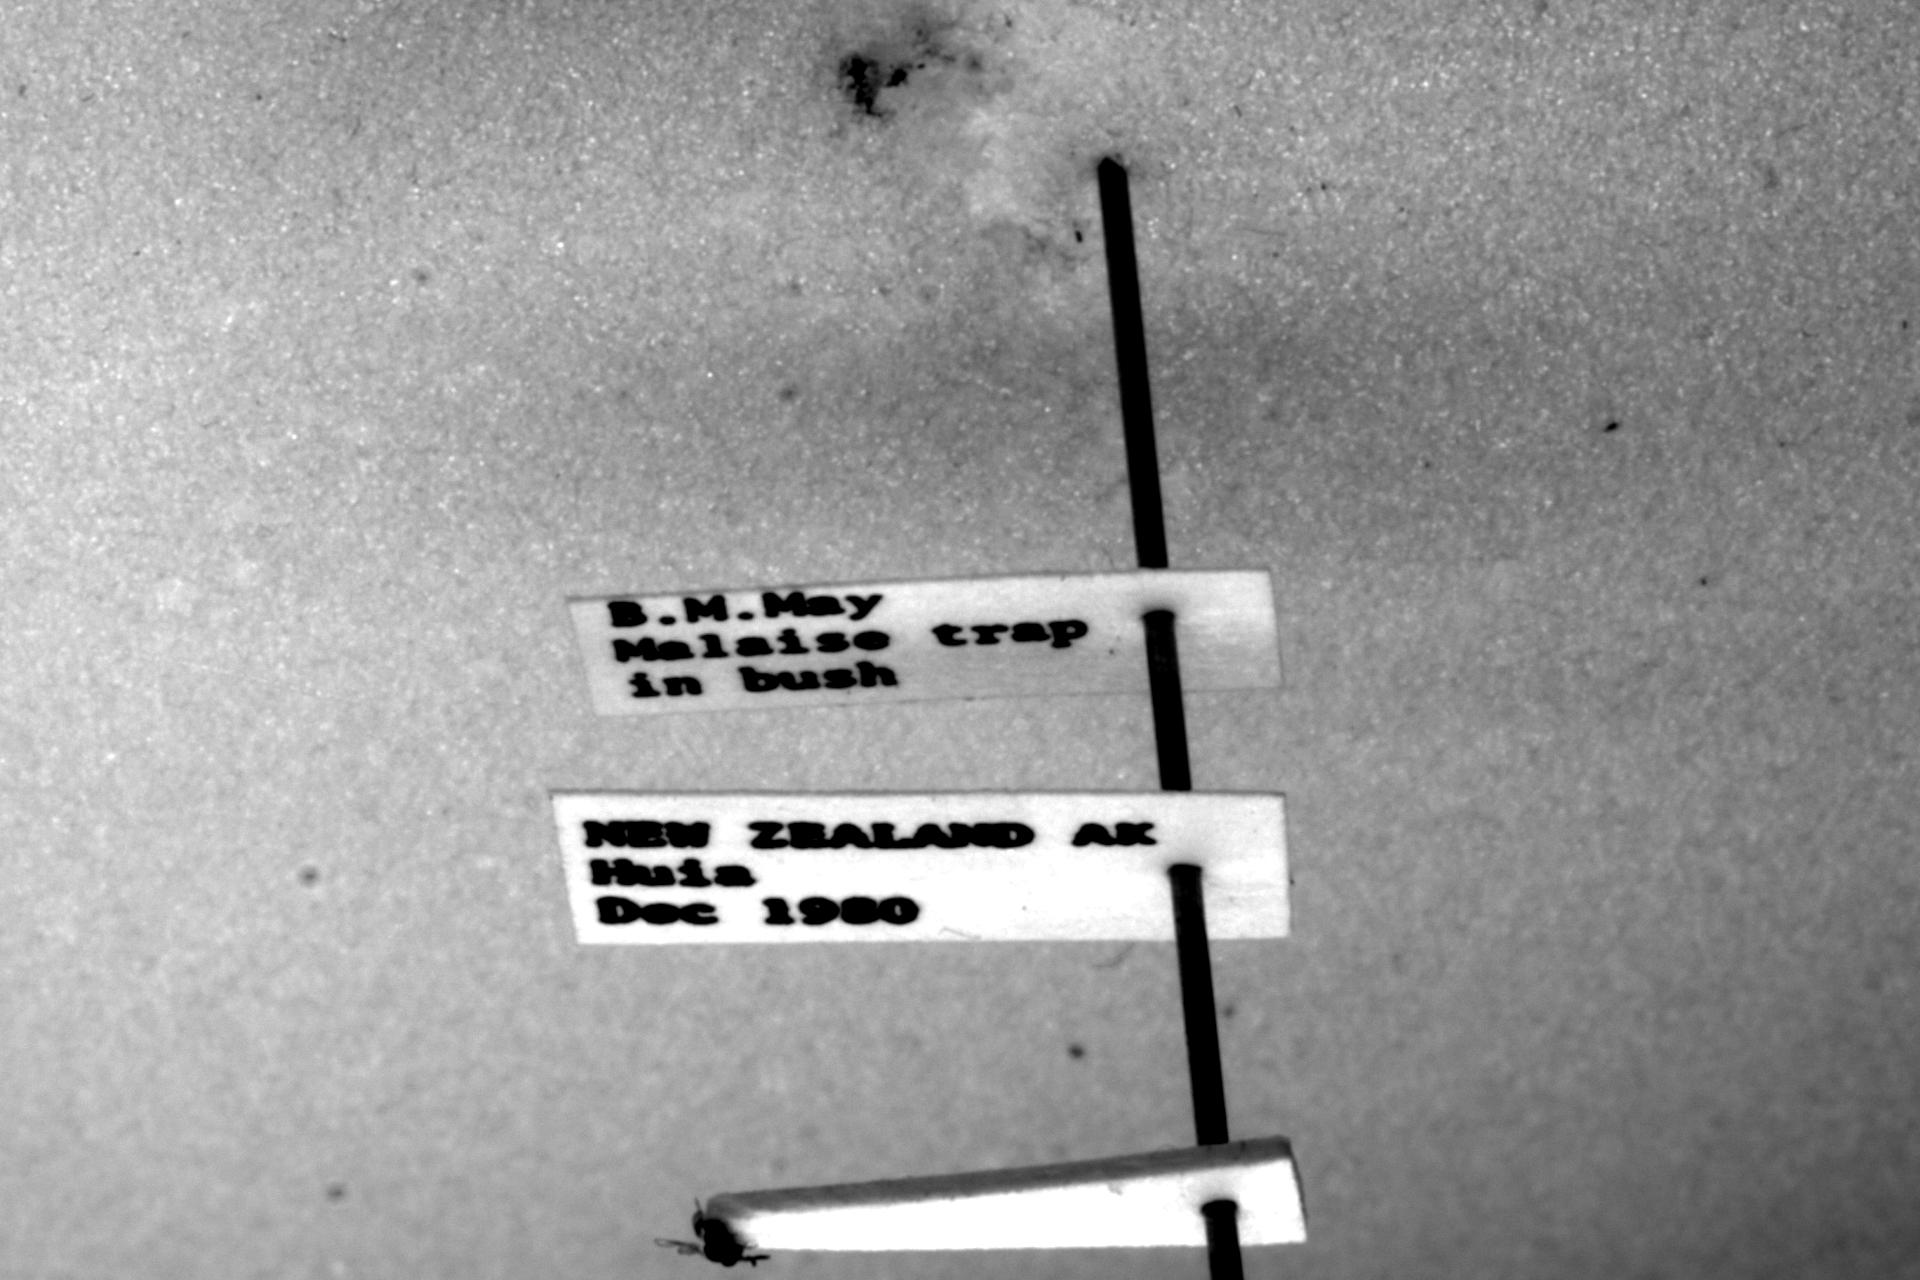 B.M.May
Malaise trap
in bush
NEW ZEALAND AK
Huia
Dec 1980